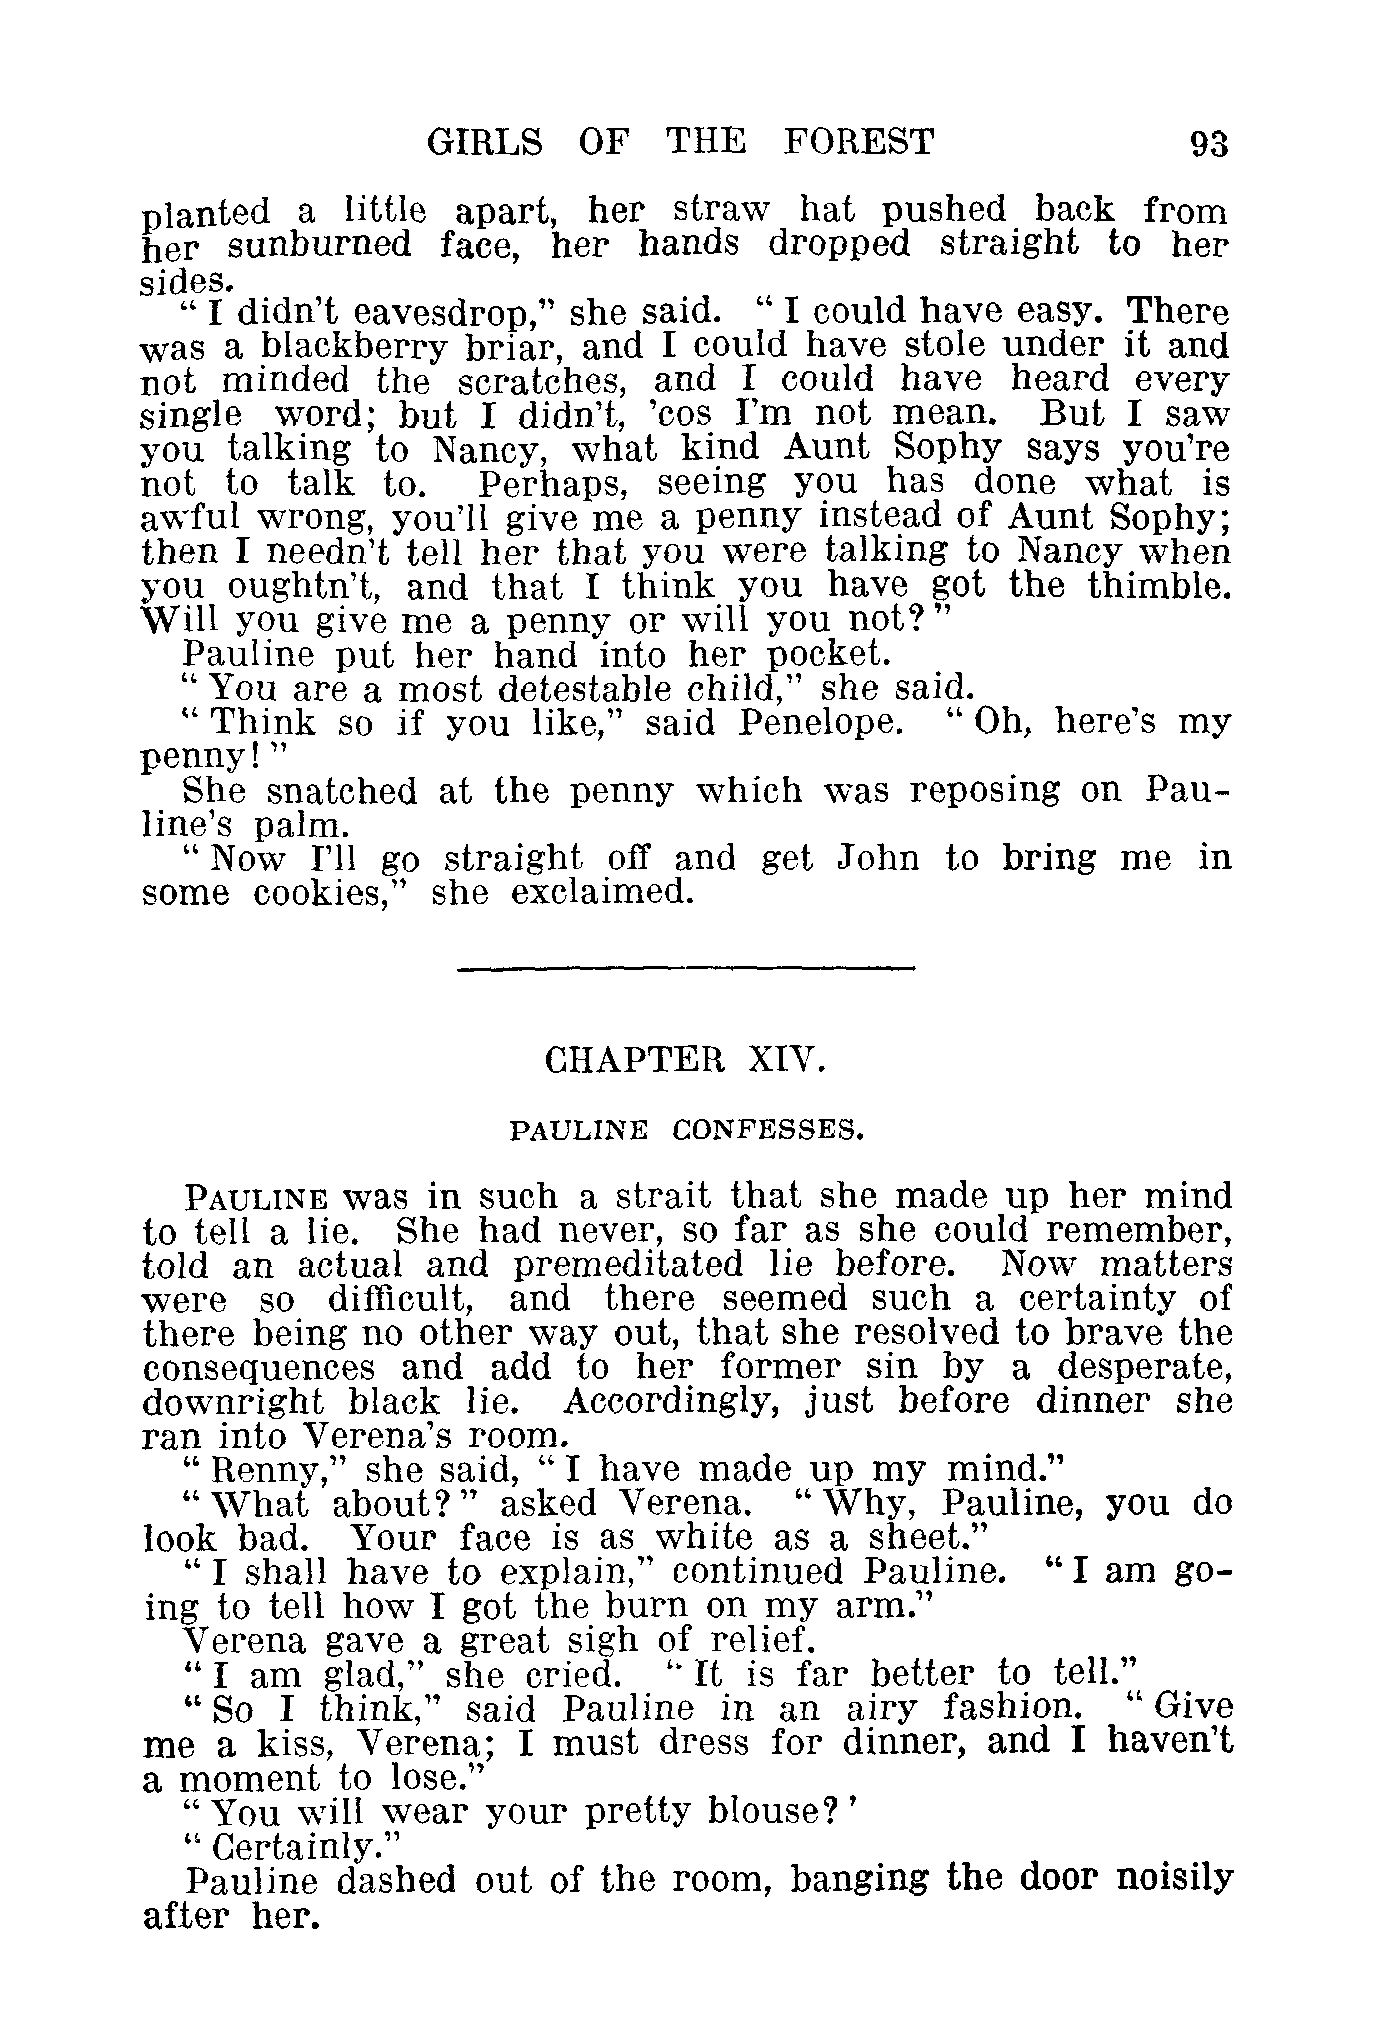 GIRLS OF THE FOREST 93
planted a little apart, her straw hat pushed back from
her sunburned face, her hands dropped straight to her
sides.
“ I didn’t eavesdrop,” she said. “ I could have easy. There
was a blackberry briar, and I could have stole under it and
not minded the scratches, and I could have heard every
single word; but I didn’t, ’cos I’m not mean. But I saw
you talking to Nancy, what kind Aunt Sophy says you’re
not to talk to. Perhaps, seeing you has done what is
awful wrong, you’ll give me a penny instead of Aunt Sophy;
then I needn’t tell her that you were talking to Nancy when
you oughtn’t, and that I think you have got the thimble.
Will you give me a penny or will you not? ”
Pauline put her hand into her pocket.
“ You are a most detestable child,” she said.
“ Think so if you like,” said Penelope. “ Oh, here’s my
penny! ”
She snatched at the penny which was reposing on Pau-
line’s palm.
“ Now I’ll go straight off and get John to bring me in
some cookies,” she exclaimed.
CHAPTER XIV.
PAULINE CONFESSES.
PAULINE was in such a strait that she made up her mind
to tell a lie. She had never, so far as she could remember,
told an actual and premeditated lie before. Now matters
were so difficult, and there seemed such a certainty of
there being no other way out, that she resolved to brave the
consequences and add to her former sin by a desperate,
downright black lie. Accordingly, just before dinner she
ran into Verena’s room.
“ Renny,” she said, “ I have made up my mind.”
“ What about? ” asked Verena. “ Why, Pauline, you do
look bad. Your face is as white as a sheet.”
“ I shall have to explain,” continued Pauline. “ I am go-
ing to tell how I got the burn on my arm.”
Verena gave a great sigh of relief.
“ I am glad,” she cried. “ It is far better to tell.”
“ So I think,” said Pauline in an airy fashion. “ Give
me a kiss, Verena; I must dress for dinner, and I haven’t
a moment to lose.”
“ You will wear your pretty blouse? ’
“ Certainly.”
Pauline dashed out of the room, banging the door noisily
after her.